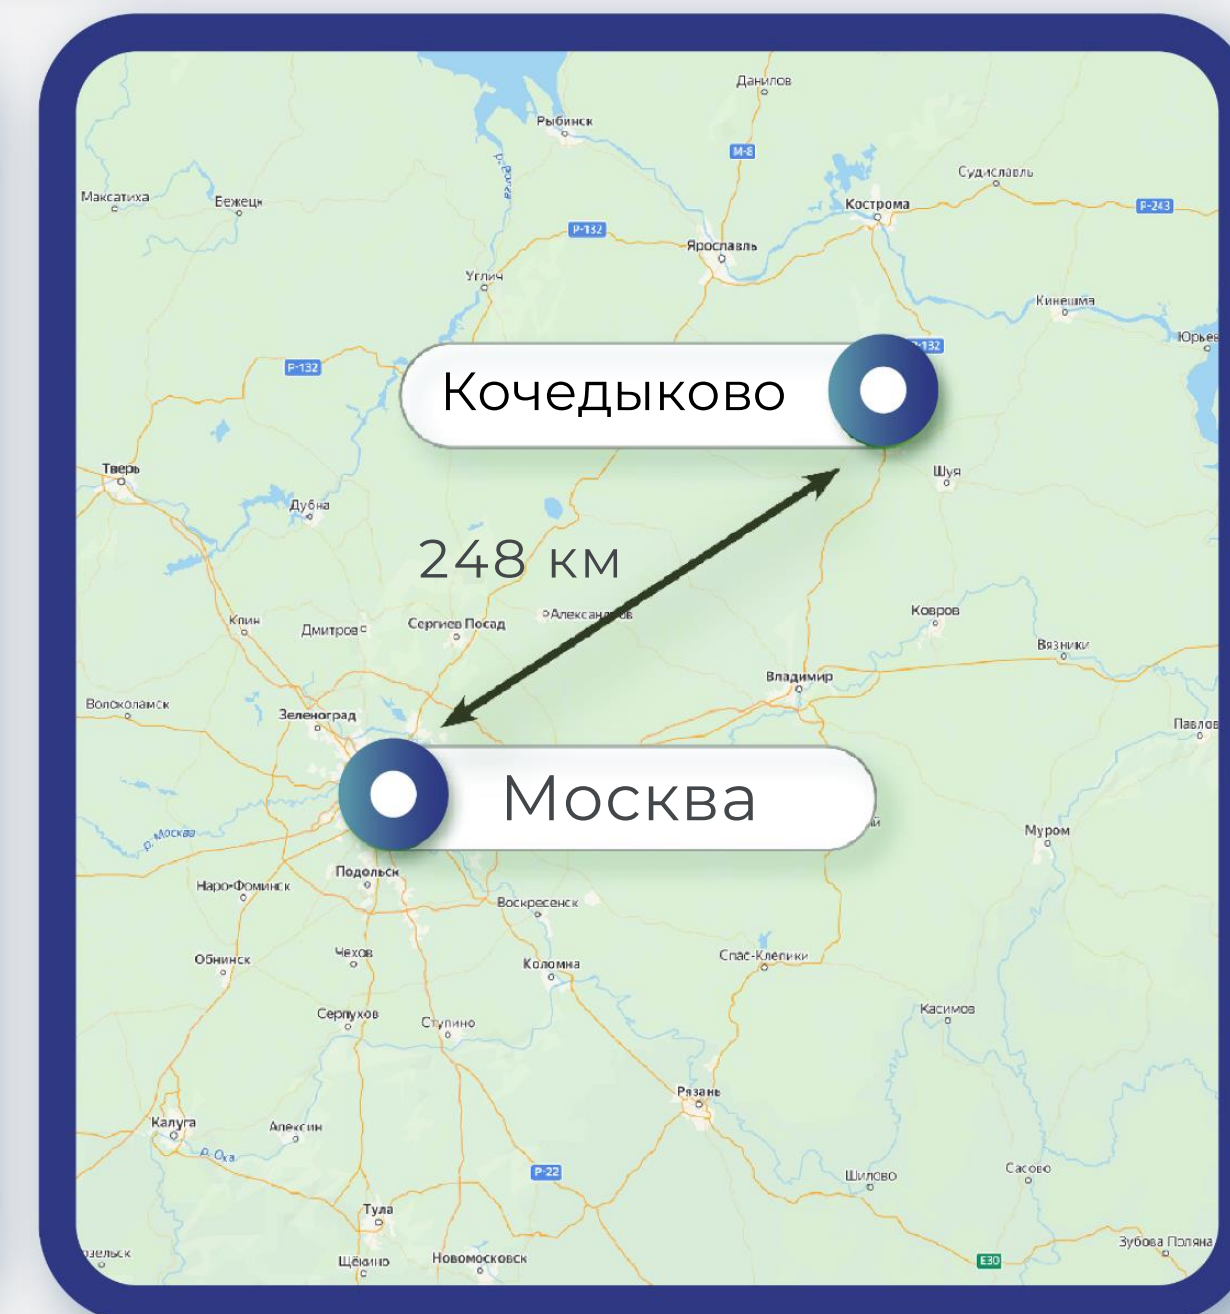 Данилов
Рыбинск
М-8
Судиславль
Максатиха
Бежецк
Кострома
Р-243
Р-132
Ярославль
Углич
Кинешма
Р-132
Кочедыково
Тверь
Шуя
Дубна
248 км
Ковров
Клин
Дмитров
Сергиев Посад
Вязники
Владимир
Волоколамск
Зеленоград
Москва
р. Москва
Муром
Подольск
Наро-Фоминск
Воскресенск
Чехов
Обнинск
Коломна
Спас-Клепики
Серпухов
Ступино
Касимов
Рязань
Калуга
Алексин
р. Ока
Р-22
Шилово
Сасово
Тула
Щёкино
Новомосковск
Е30
Зубова Поляна